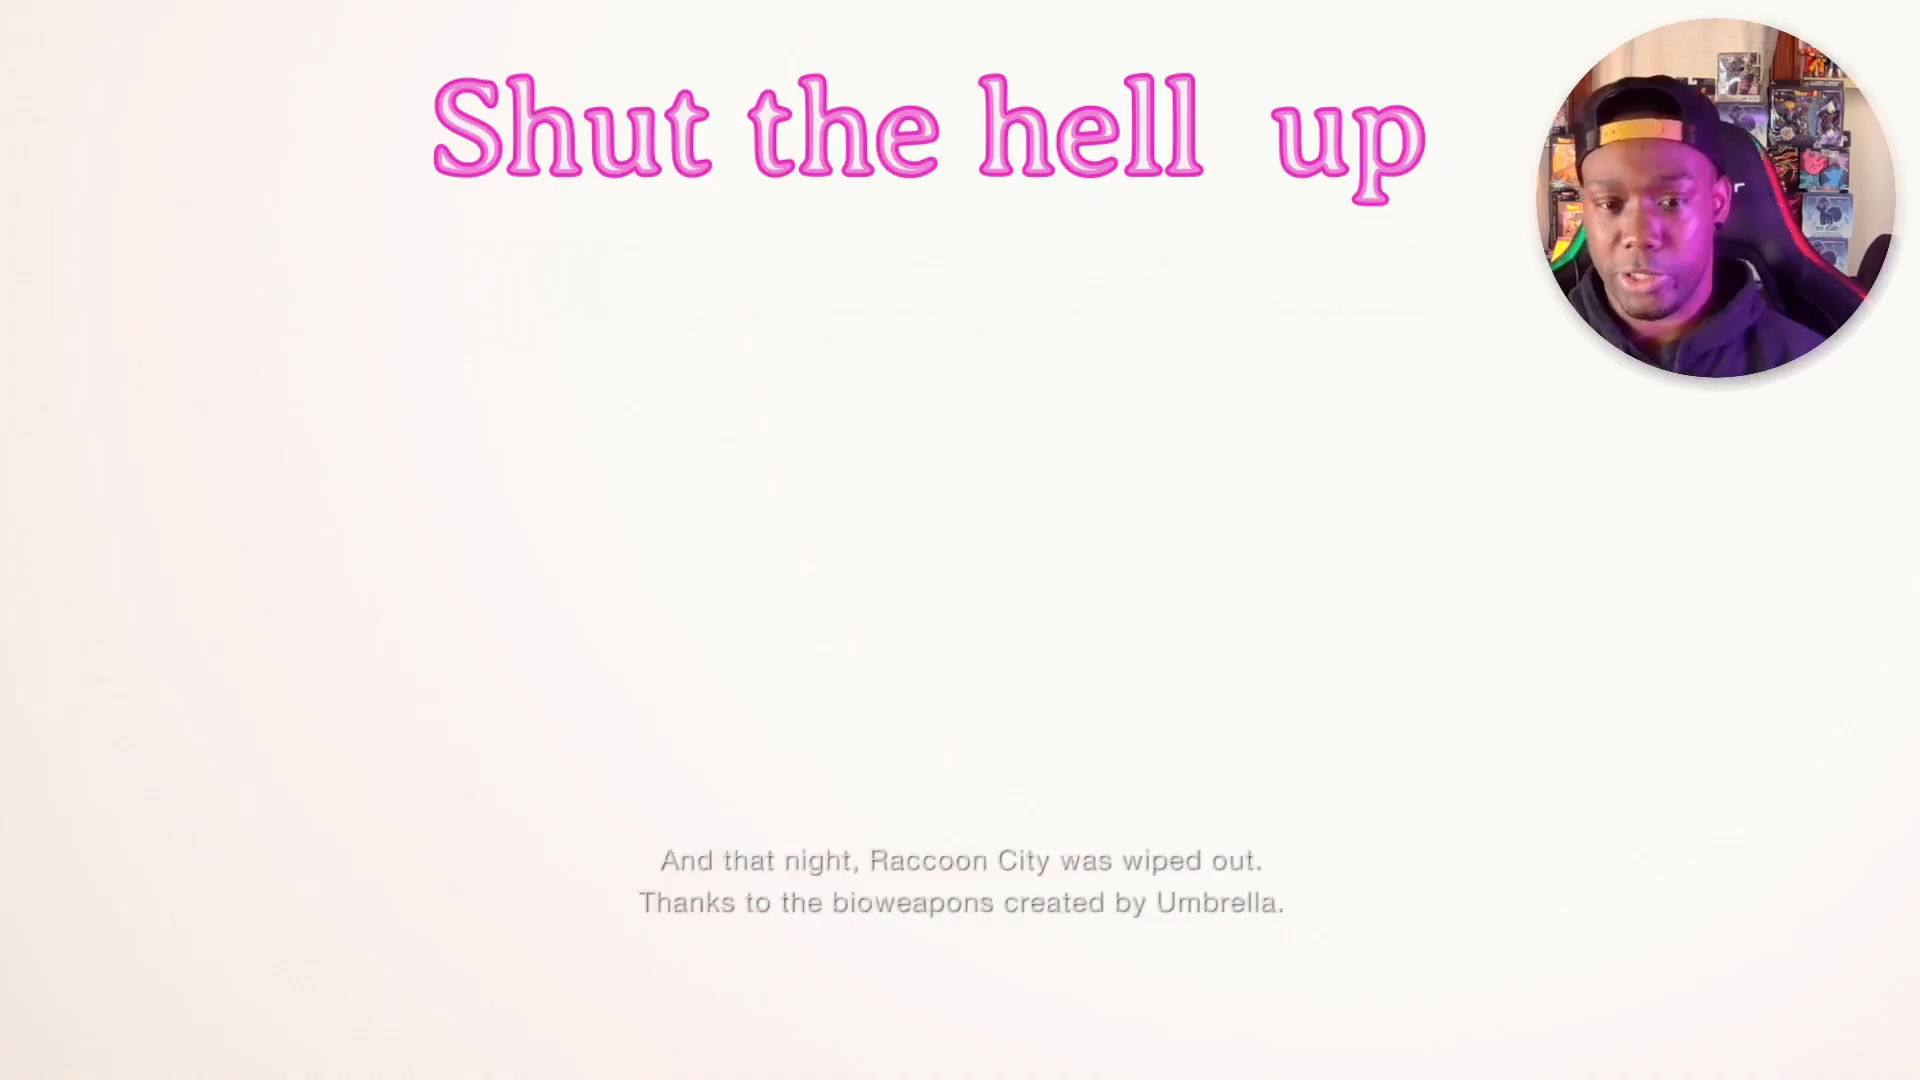 Shut the hell up
And that night, Raccoon City was wiped out.
Thanks to the bioweapons created by Umbrella.